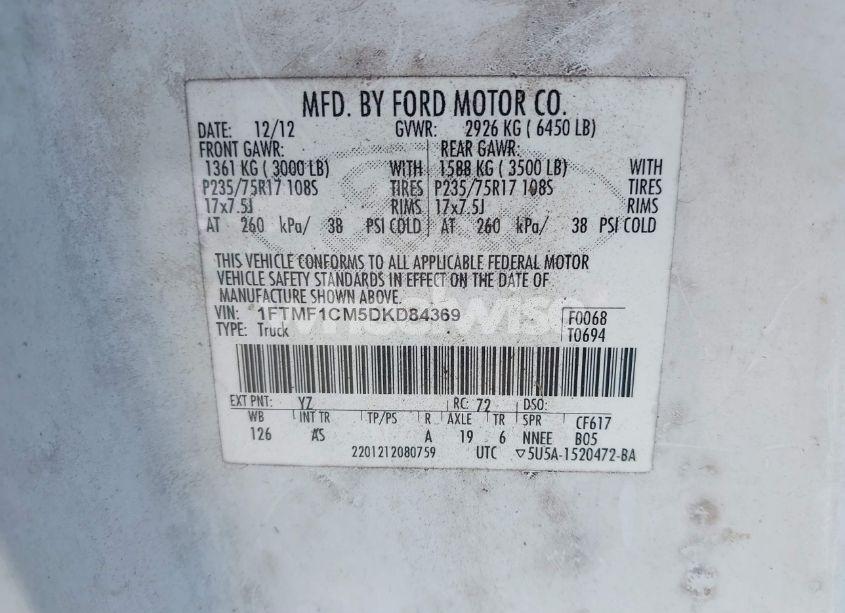 MFD. BY FORD MOTOR CO.
DATE: 12/12 GVWR: 2926 KG ( 6450 LB)
FRONT GAWR: REAR GAWR:
1361 KG ( 3000 LB) WITH 1588 KG ( 3500 LB) WITH
P235/75R17 108S TIRES P235/75R17 108S TIRES
17x7.5J RIMS 17x7.5J RIMS
AT 260 kPa/ 38 PSI COLD AT 260 kPa/ 38 PSI COLD
THIS VEHICLE CONFORMS TO ALL APPLICABLE FEDERAL MOTOR
VEHICLE SAFETY STANDARDS IN EFFECT ON THE DATE OF
MANUFACTURE SHOWN ABOVE.
VIN: 1FTMF1CM5DKD84369 F0068
TYPE: Truck T0694
EXT PNT: YZ RC: 72 DSO:
WB INT TR TP/PS R AXLE TR SPR CF617
126 AS A 19 6 NNEE B05
2201212080759 UTC ▽5U5A-1520472-BA